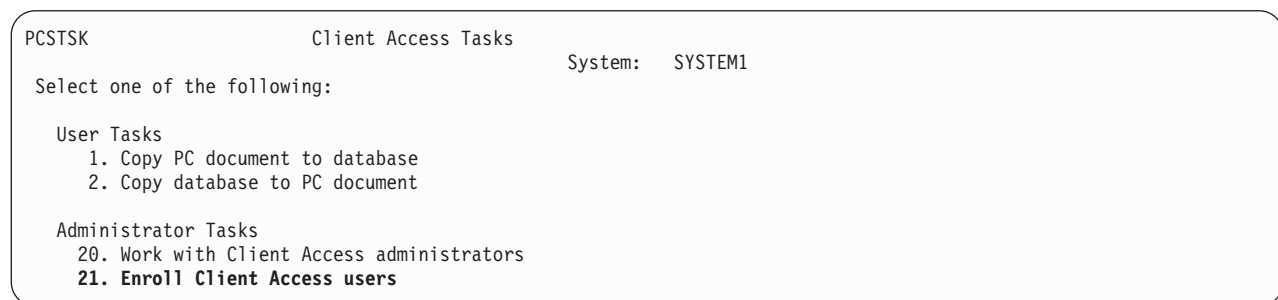 PCSTSK Client Access Tasks
System: SYSTEM1
Select one of the following:
User Tasks
1. Copy PC document to database
2. Copy database to PC document
Administrator Tasks
20. Work with Client Access administrators
21. Enroll Client Access users